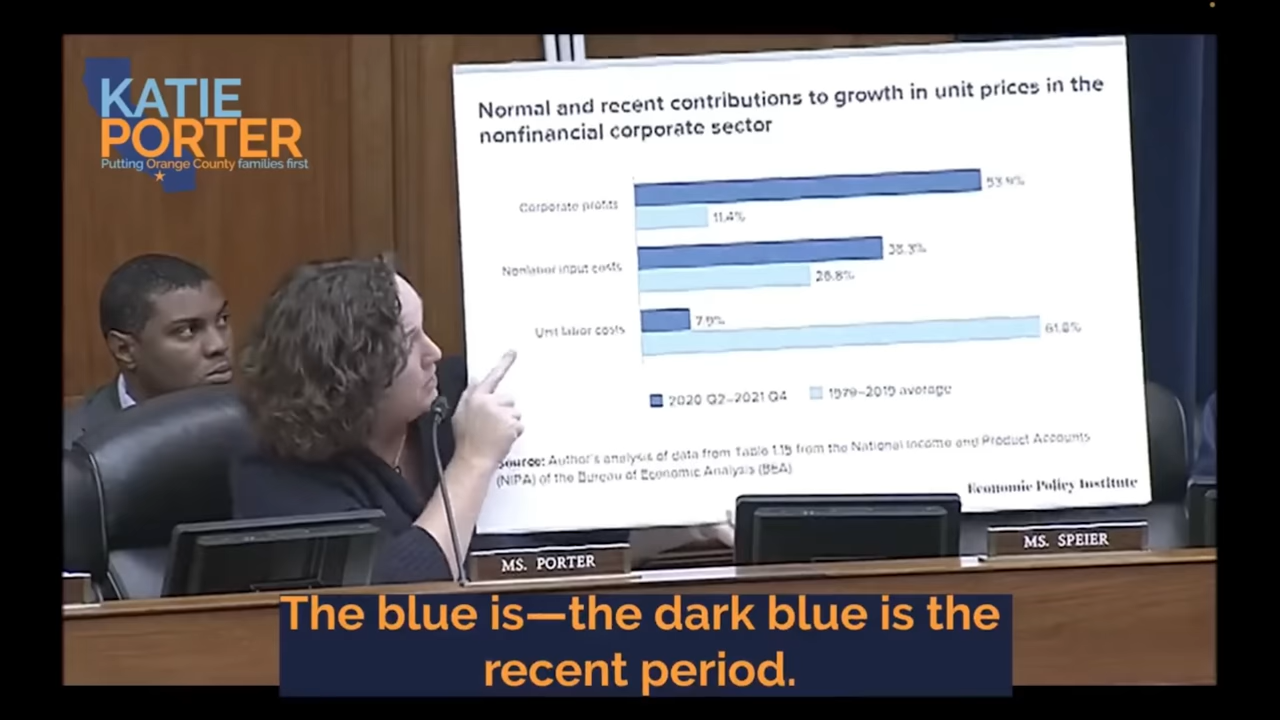 KATIE
PORTER
Putting Orange County families first
Normal and recent contributions to growth in unit prices in the
nonfinancial corporate sector
Corporate profits
53.9%
11.4%
Nonlabor input costs
38.3%
26.8%
Unit labor costs
7.9%
61.8%
2020 Q2–2021 Q4
1979–2019 average
Source: Author's analysis of data from Table 1.15 from the National Income and Product Accounts
(NIPA) of the Bureau of Economic Analysis (BEA)
Economic Policy Institute
MS. PORTER
MS. SPEIER
The blue is—the dark blue is the
recent period.